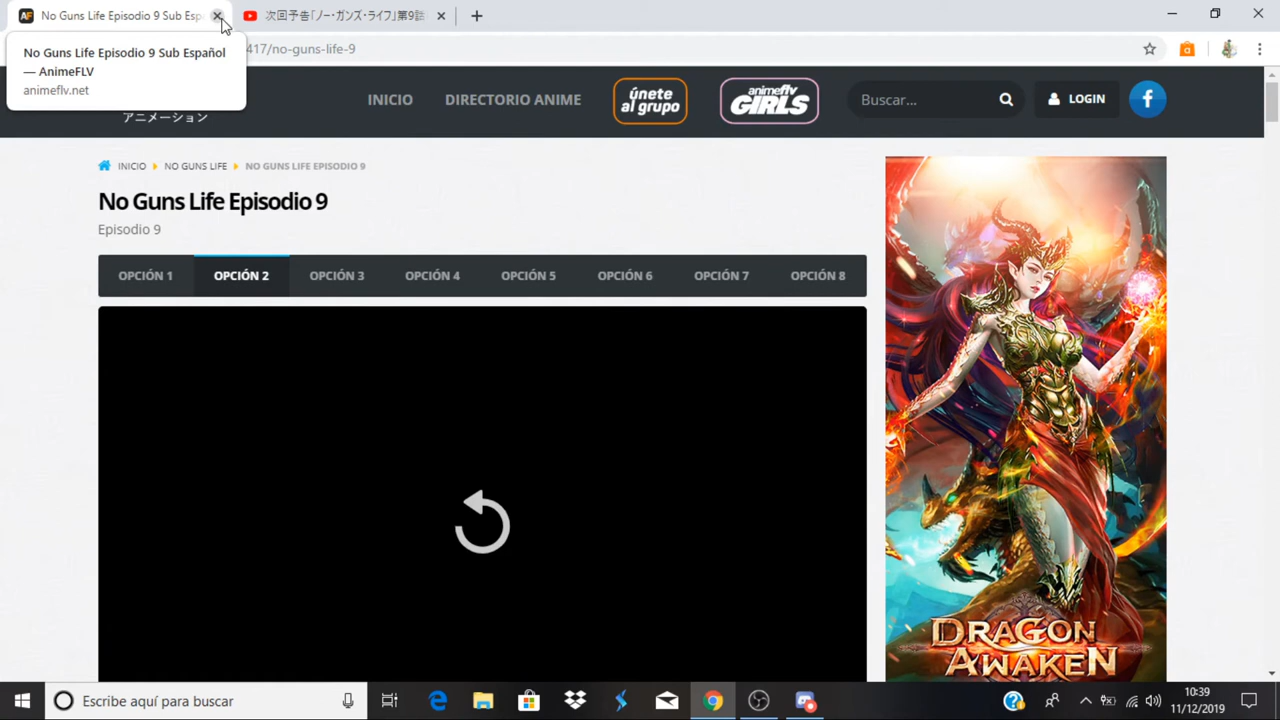 No Guns Life Episodio 9 Sub Esp
次回予告「ノー・ガンズ・ライフ」第9話
No Guns Life Episodio 9 Sub Español
— AnimeFLV
animeflv.net
417/no-guns-life-9
アニメーション
INICIO
DIRECTORIO ANIME
únete
al grupo
animeflv
GIRLS
Buscar...
LOGIN
INICIO
NO GUNS LIFE
NO GUNS LIFE EPISODIO 9
No Guns Life Episodio 9
Episodio 9
OPCIÓN 1
OPCIÓN 2
OPCIÓN 3
OPCIÓN 4
OPCIÓN 5
OPCIÓN 6
OPCIÓN 7
OPCIÓN 8
DRAGON
AWAKEN
Escribe aquí para buscar
10:39
11/12/2019